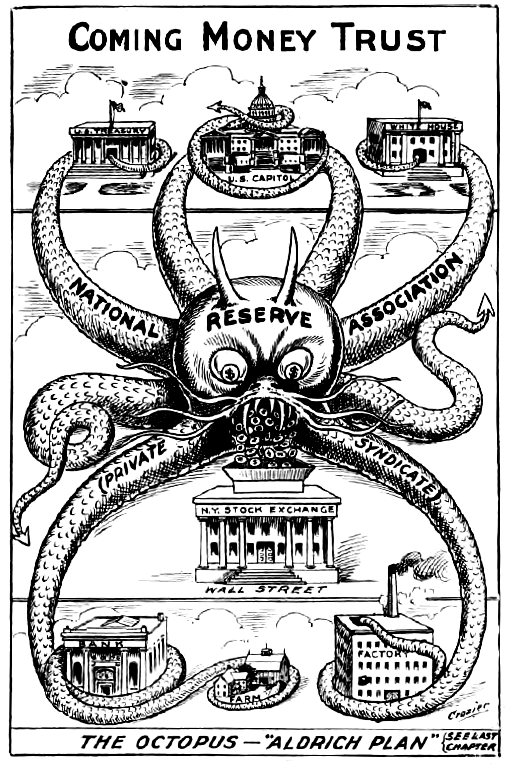 COMING MONEY TRUST
U.S. TREASURY
U.S. CAPITOL
WHITE HOUSE
NATIONAL
RESERVE
ASSOCIATION
(PRIVATE
SYNDICATE)
N.Y. STOCK EXCHANGE
WALL STREET
BANK
FARM
FACTORY
Crozier
THE OCTOPUS — "ALDRICH PLAN" {SEE LAST
CHAPTER